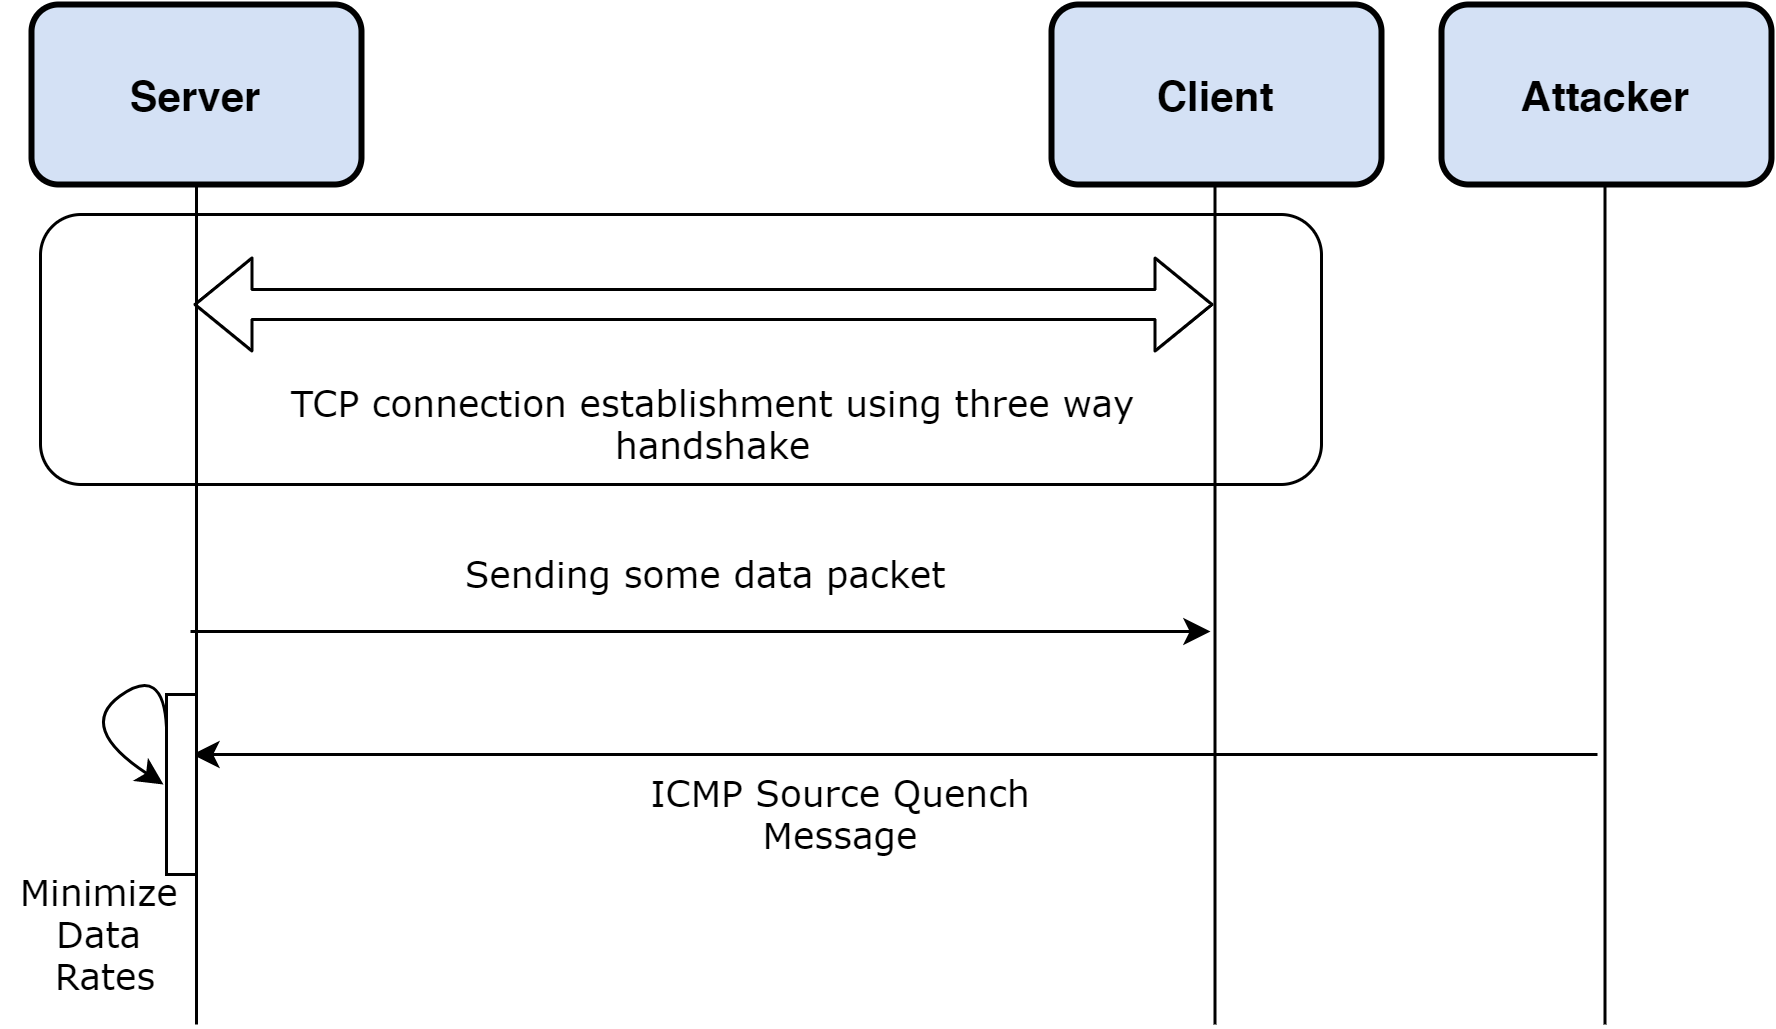 Server
Client
Attacker
TCP connection establishment using three way
handshake
Sending some data packet
ICMP Source Quench
Message
Minimize
Data
Rates